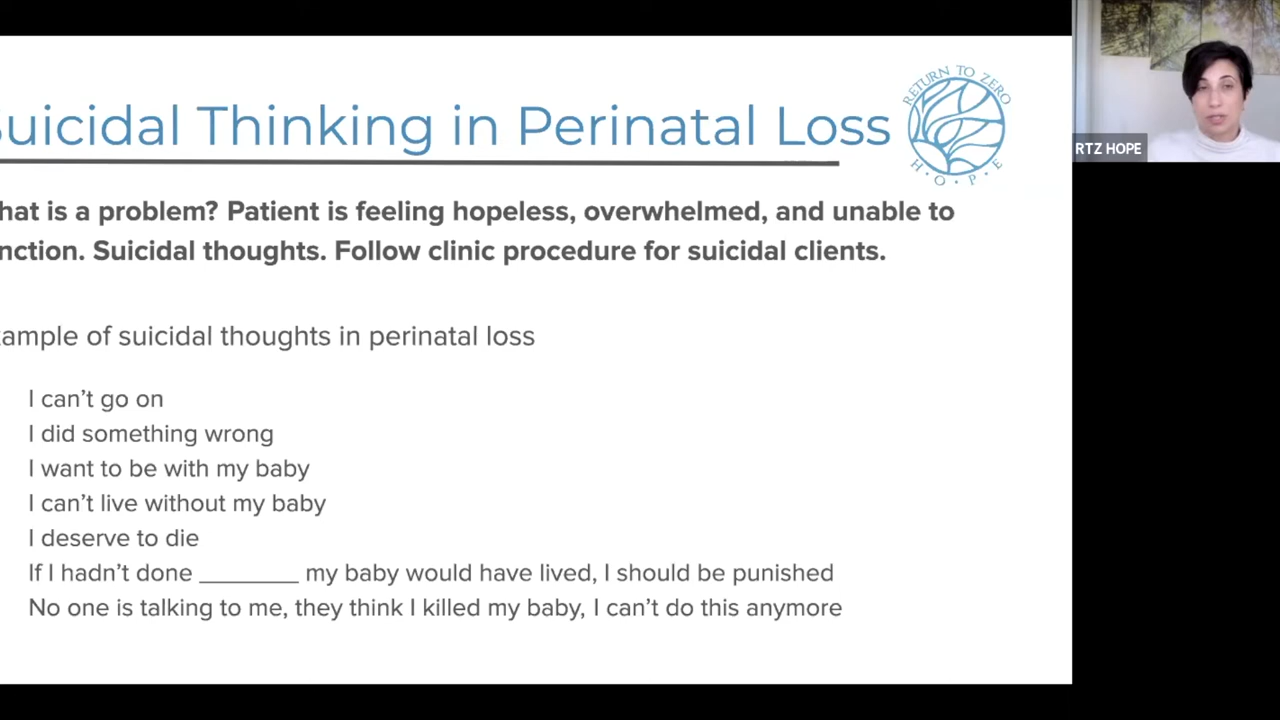 Suicidal Thinking in Perinatal Loss
RETURN TO ZERO
H·O·P·E
RTZ HOPE
hat is a problem? Patient is feeling hopeless, overwhelmed, and unable to
nction. Suicidal thoughts. Follow clinic procedure for suicidal clients.
ample of suicidal thoughts in perinatal loss
I can't go on
I did something wrong
I want to be with my baby
I can't live without my baby
I deserve to die
If I hadn't done ________ my baby would have lived, I should be punished
No one is talking to me, they think I killed my baby, I can't do this anymore